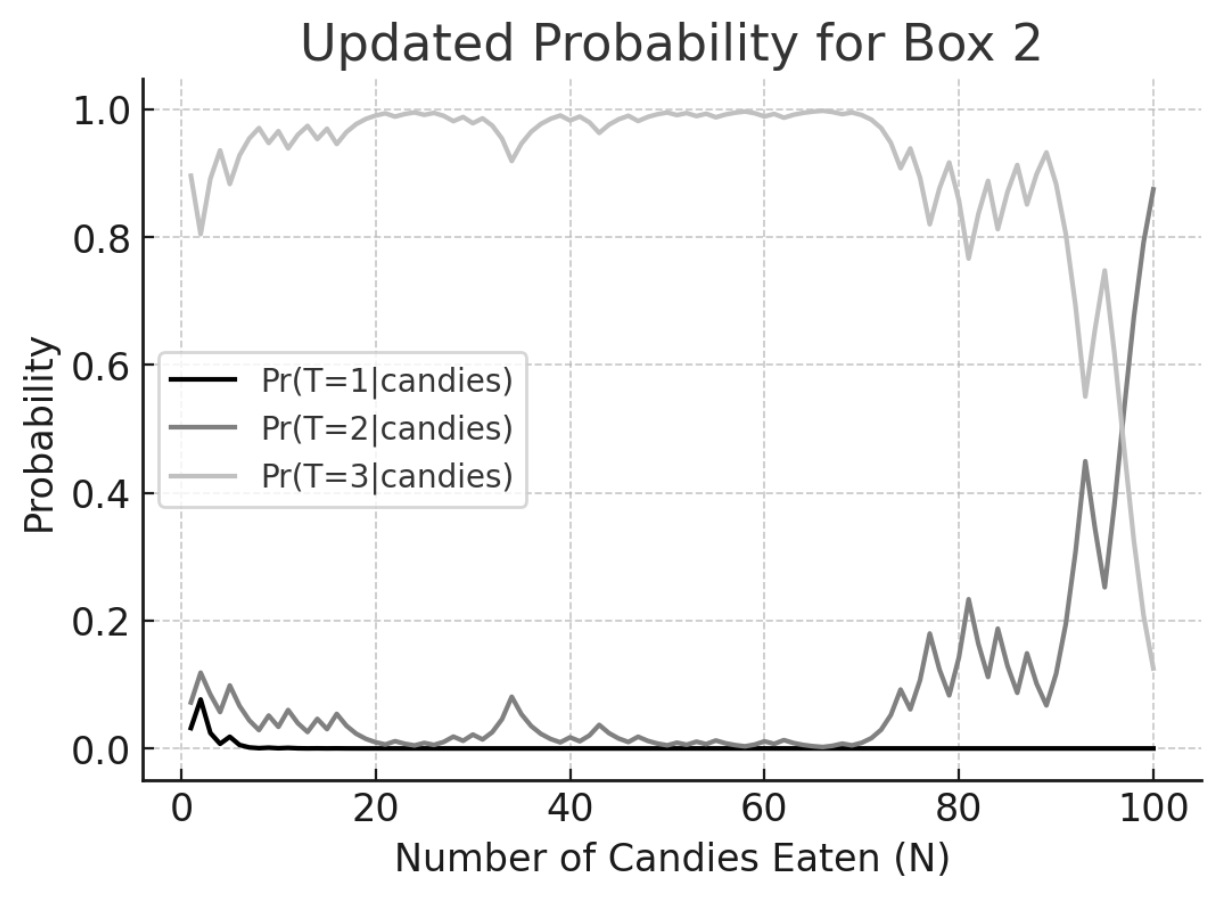 Updated Probability for Box 2
Probability
1.0
0.8
0.6
0.4
0.2
0.0
Pr(T=1|candies)
Pr(T=2|candies)
Pr(T=3|candies)
0 20 40 60 80 100
Number of Candies Eaten (N)